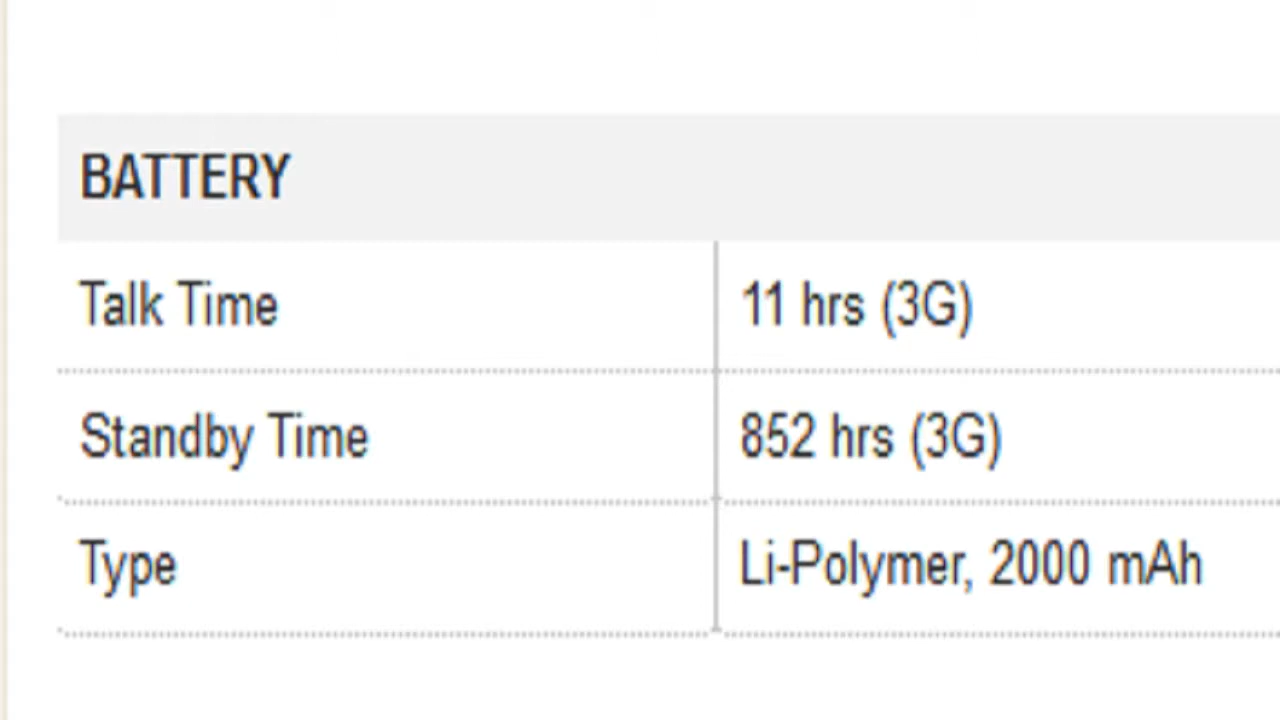 BATTERY
Talk Time 11 hrs (3G)
Standby Time 852 hrs (3G)
Type Li-Polymer, 2000 mAh